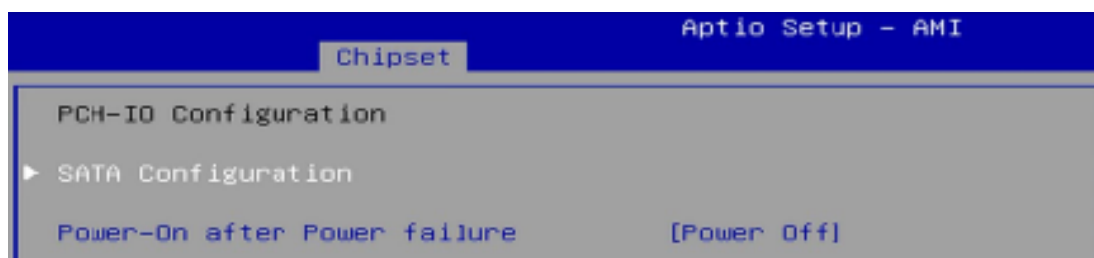 Aptio Setup – AMI
Chipset
PCH-IO Configuration
► SATA Configuration
Power-On after Power failure [Power Off]